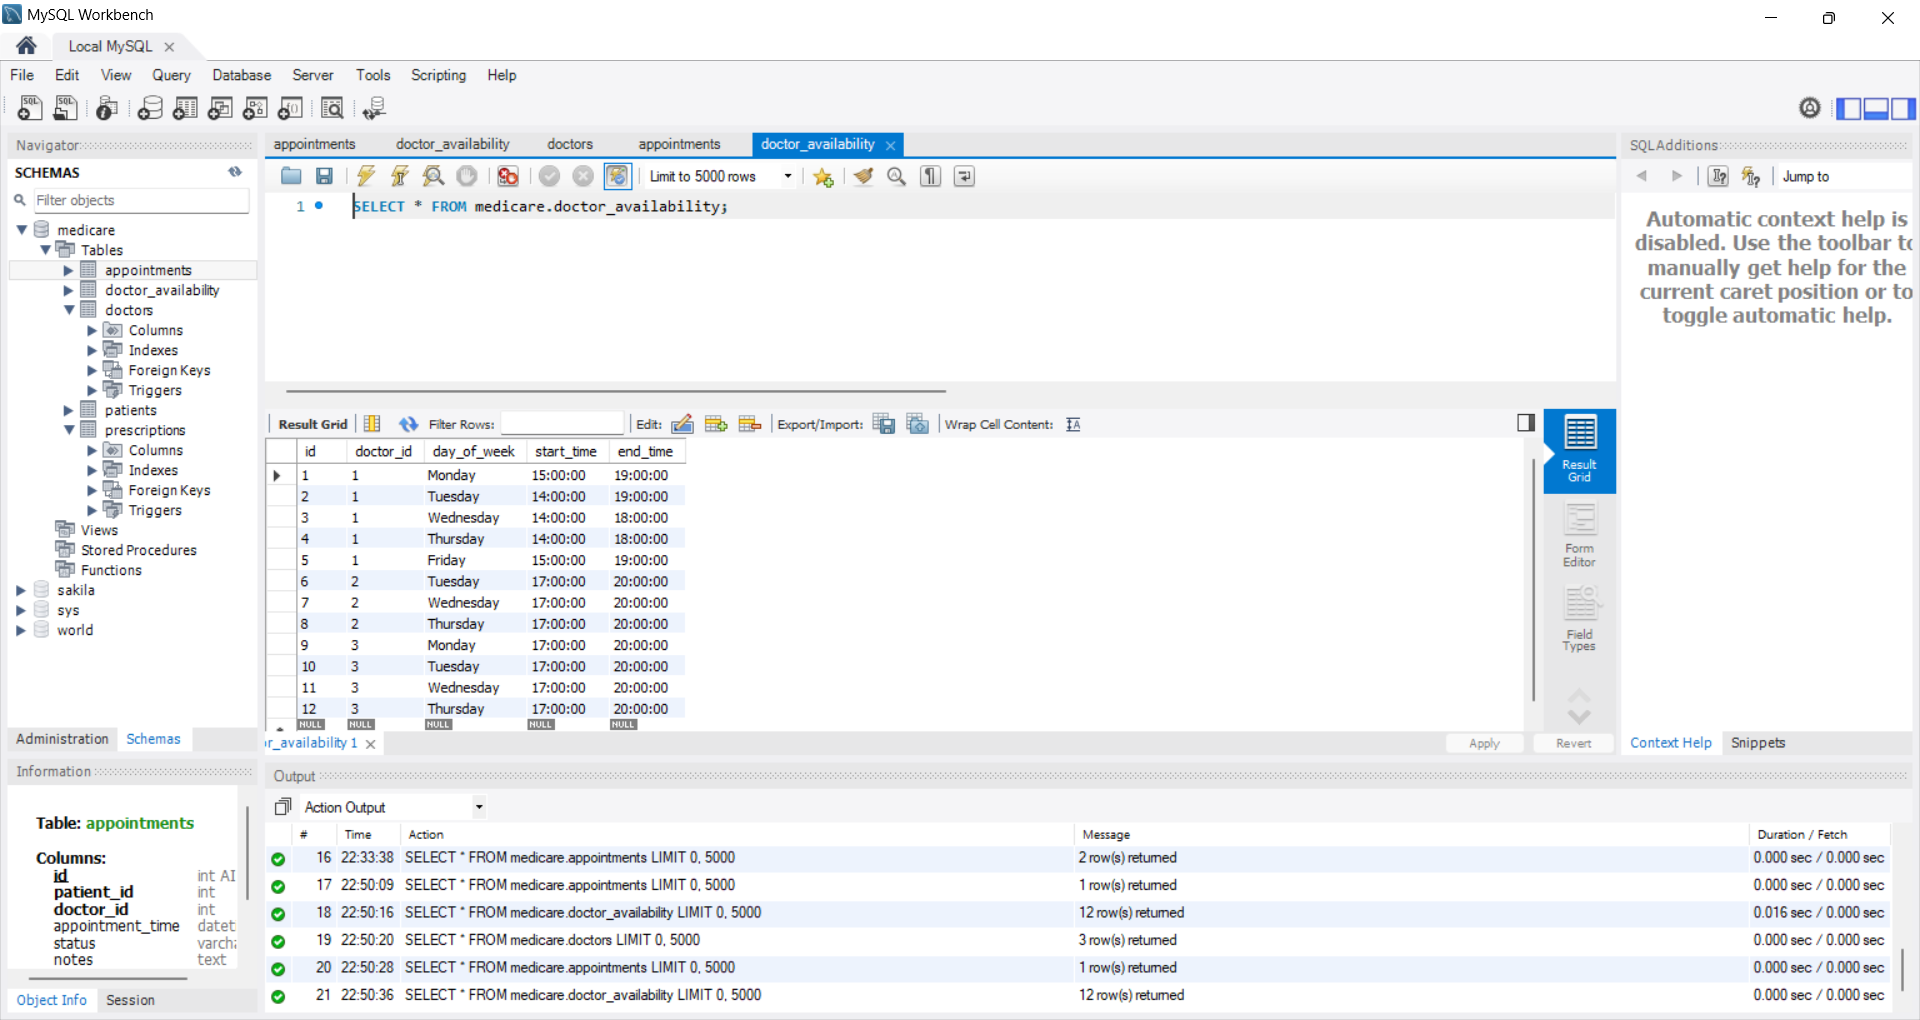 MySQL Workbench
Local MySQL
File Edit View Query Database Server Tools Scripting Help
Navigator
SCHEMAS
Filter objects
medicare
Tables
appointments
doctor_availability
doctors
Columns
Indexes
Foreign Keys
Triggers
patients
prescriptions
Columns
Indexes
Foreign Keys
Triggers
Views
Stored Procedures
Functions
sakila
sys
world
Administration Schemas
Information
Table: appointments
Columns:
id int AI
patient_id int
doctor_id int
appointment_time datet
status varcha
notes text
Object Info Session
appointments doctor_availability doctors appointments doctor_availability
Limit to 5000 rows
1 SELECT * FROM medicare.doctor_availability;
Result Grid Filter Rows: Edit: Export/Import: Wrap Cell Content:
id doctor_id day_of_week start_time end_time
1 1 Monday 15:00:00 19:00:00
2 1 Tuesday 14:00:00 19:00:00
3 1 Wednesday 14:00:00 18:00:00
4 1 Thursday 14:00:00 18:00:00
5 1 Friday 15:00:00 19:00:00
6 2 Tuesday 17:00:00 20:00:00
7 2 Wednesday 17:00:00 20:00:00
8 2 Thursday 17:00:00 20:00:00
9 3 Monday 17:00:00 20:00:00
10 3 Tuesday 17:00:00 20:00:00
11 3 Wednesday 17:00:00 20:00:00
12 3 Thursday 17:00:00 20:00:00
NULL NULL NULL NULL NULL
Result
Grid
Form
Editor
Field
Types
r_availability 1
Apply Revert
SQLAdditions
Jump to
Automatic context help is
disabled. Use the toolbar to
manually get help for the
current caret position or to
toggle automatic help.
Context Help Snippets
Output
Action Output
# Time Action Message Duration / Fetch
16 22:33:38 SELECT * FROM medicare.appointments LIMIT 0, 5000 2 row(s) returned 0.000 sec / 0.000 sec
17 22:50:09 SELECT * FROM medicare.appointments LIMIT 0, 5000 1 row(s) returned 0.000 sec / 0.000 sec
18 22:50:16 SELECT * FROM medicare.doctor_availability LIMIT 0, 5000 12 row(s) returned 0.016 sec / 0.000 sec
19 22:50:20 SELECT * FROM medicare.doctors LIMIT 0, 5000 3 row(s) returned 0.000 sec / 0.000 sec
20 22:50:28 SELECT * FROM medicare.appointments LIMIT 0, 5000 1 row(s) returned 0.000 sec / 0.000 sec
21 22:50:36 SELECT * FROM medicare.doctor_availability LIMIT 0, 5000 12 row(s) returned 0.000 sec / 0.000 sec